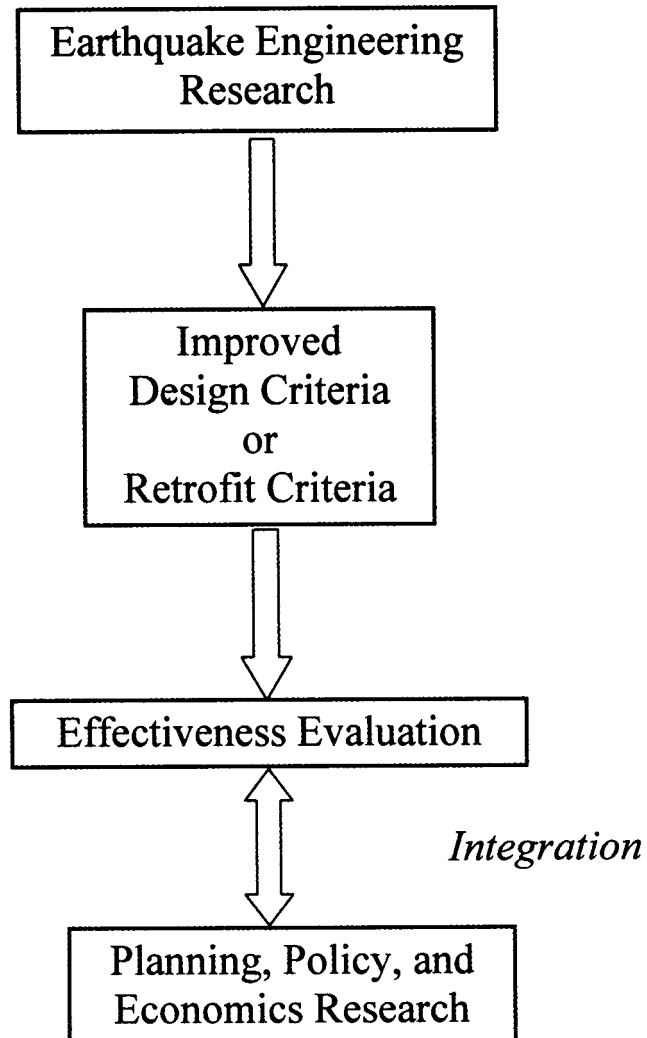 Earthquake Engineering
Research
Improved
Design Criteria
or
Retrofit Criteria
Effectiveness Evaluation
Integration
Planning, Policy, and
Economics Research